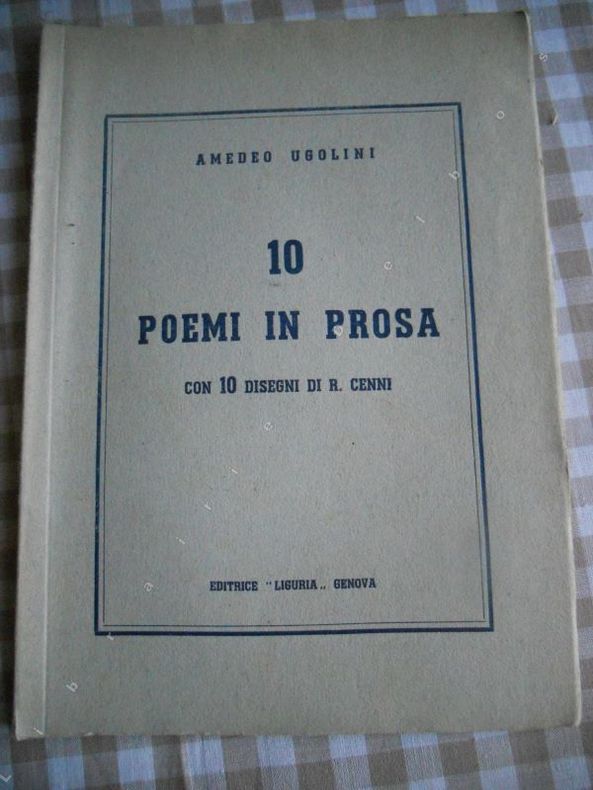 AMEDEO UGOLINI
10
POEMI IN PROSA
CON 10 DISEGNI DI R. CENNI
EDITRICE "LIGURIA" GENOVA